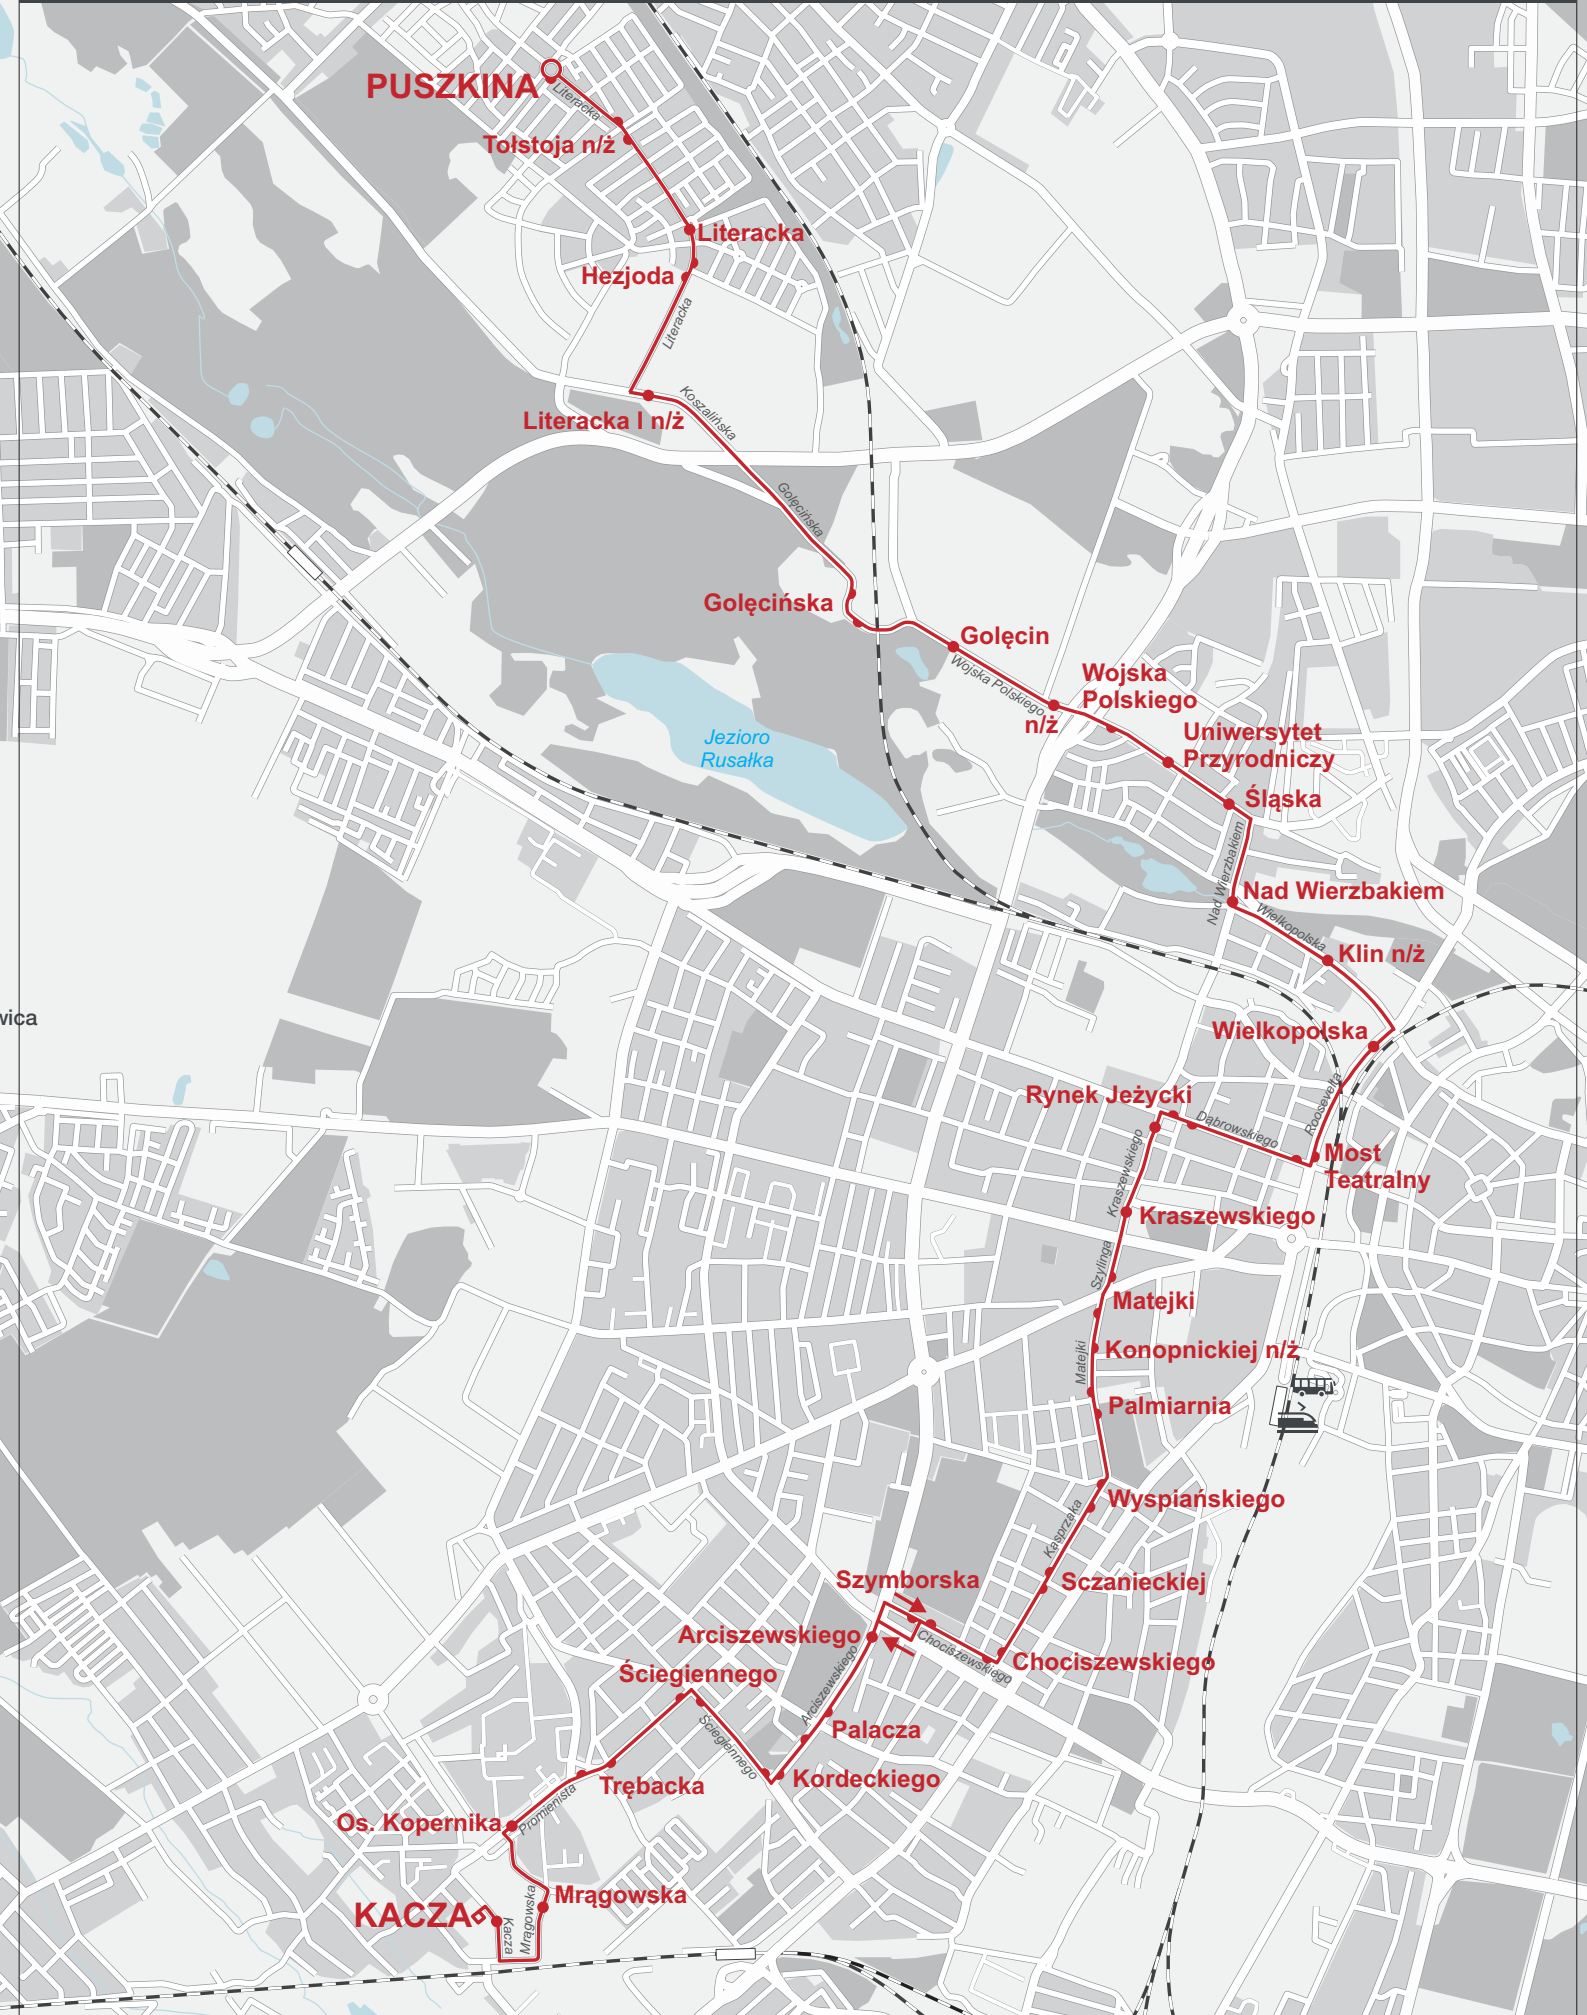 PUSZKINA
Literacka
Tołstoja n/ż
Literacka
Hezjoda
Literacka
Koszalińska
Literacka I n/ż
Golęcińska
Golęcińska
Golęcin
Wojska Polskiego
Wojska
Polskiego
n/ż
Uniwersytet
Przyrodniczy
Jezioro
Rusałka
Śląska
Nad Wierzbakiem
Nad Wierzbakiem
Wielkopolska
Klin n/ż
wica
Wielkopolska
Roosevelta
Rynek Jeżycki
Dąbrowskiego
Most
Teatralny
Kraszewskiego
Kraszewskiego
Szylinga
Matejki
Konopnickiej n/ż
Matejki
Palmiarnia
Wyspiańskiego
Kasprzaka
Szymborska
Sczanieckiej
Arciszewskiego
Chociszewskiego
Chociszewskiego
Ściegiennego
Arciszewskiego
Ściegiennego
Palacza
Trębacka
Kordeckiego
Promienista
Os. Kopernika
Mrągowska
Mrągowska
KACZA
Kacza